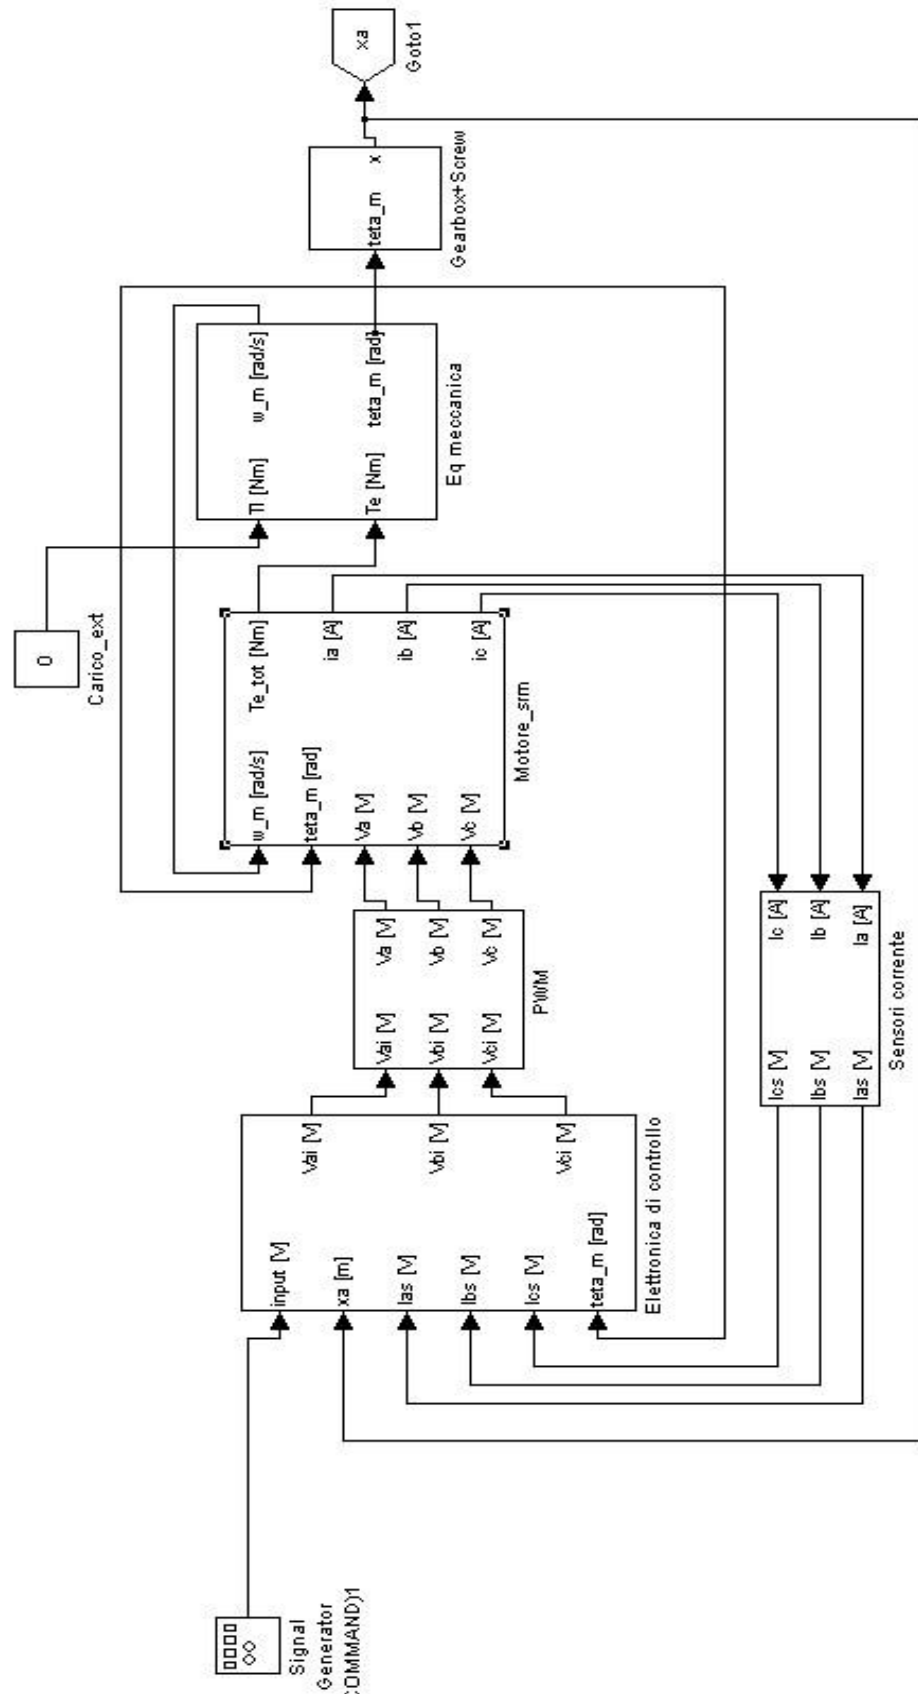 Signal
Generator
COMMAND)1
input [V]
xa [m]
Ias [V]
Ibs [V]
Ics [V]
teta_m [rad]
Vai [V]
Vbi [V]
Vci [V]
Elettronica di controllo
Vai [V]
Vbi [V]
Vci [V]
Va [V]
Vb [V]
Vc [V]
PWM
w_m [rad/s]
teta_m [rad]
Va [V]
Vb [V]
Vc [V]
Te_tot [Nm]
ia [A]
ib [A]
ic [A]
Motore_srm
0
Carico_ext
Tl [Nm]
Te [Nm]
w_m [rad/s]
teta_m [rad]
Eq meccanica
teta_m
x
Gearbox+Screw
xa
Goto1
Ics [V]
Ibs [V]
Ias [V]
Ic [A]
Ib [A]
Ia [A]
Sensori corrente